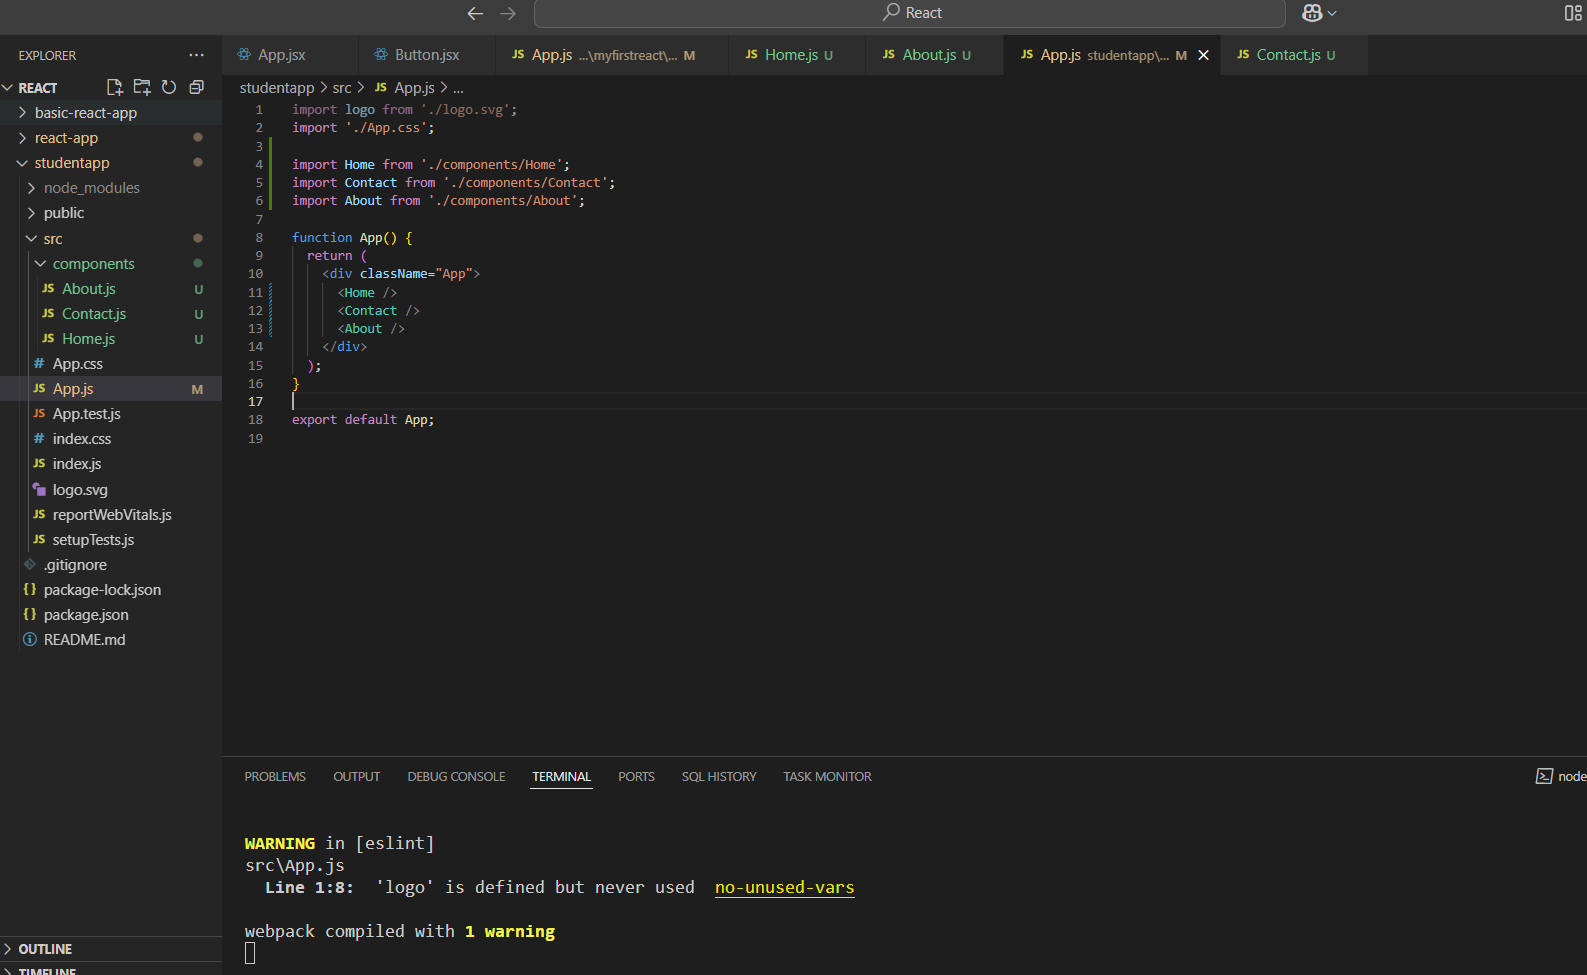 React
EXPLORER
REACT
basic-react-app
react-app
studentapp
node_modules
public
src
components
About.js U
Contact.js U
Home.js U
App.css
App.js M
App.test.js
index.css
index.js
logo.svg
reportWebVitals.js
setupTests.js
.gitignore
package-lock.json
package.json
README.md
OUTLINE
TIMELINE
App.jsx Button.jsx App.js ...\myfirstreact\... M Home.js U About.js U App.js studentapp\... M Contact.js U
studentapp > src > JS App.js > ...
1 import logo from './logo.svg';
2 import './App.css';
3
4 import Home from './components/Home';
5 import Contact from './components/Contact';
6 import About from './components/About';
7
8 function App() {
9 return (
10 <div className="App">
11 <Home />
12 <Contact />
13 <About />
14 </div>
15 );
16 }
17
18 export default App;
19
PROBLEMS OUTPUT DEBUG CONSOLE TERMINAL PORTS SQL HISTORY TASK MONITOR node
WARNING in [eslint]
src\App.js
Line 1:8: 'logo' is defined but never used no-unused-vars
webpack compiled with 1 warning